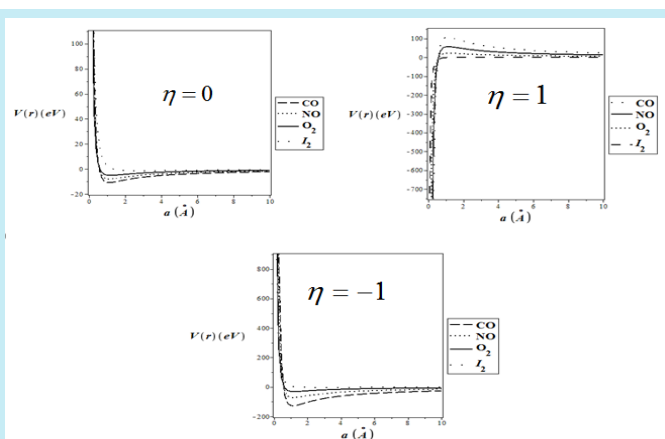 100
80
60
V(r)(eV) 40
20
0
-20
0 2 4 6 8 10
a (Å)
η = 0
CO
NO
O₂
I₂
100
0
-100
-200
-300
V(r)(eV)
-400
-500
-600
-700
0 2 4 6 8 10
a (Å)
η = 1
CO
NO
O₂
I₂
800
600
400
V(r)(eV)
200
0
-200
0 2 4 6 8 10
a (Å)
η = −1
CO
NO
O₂
I₂